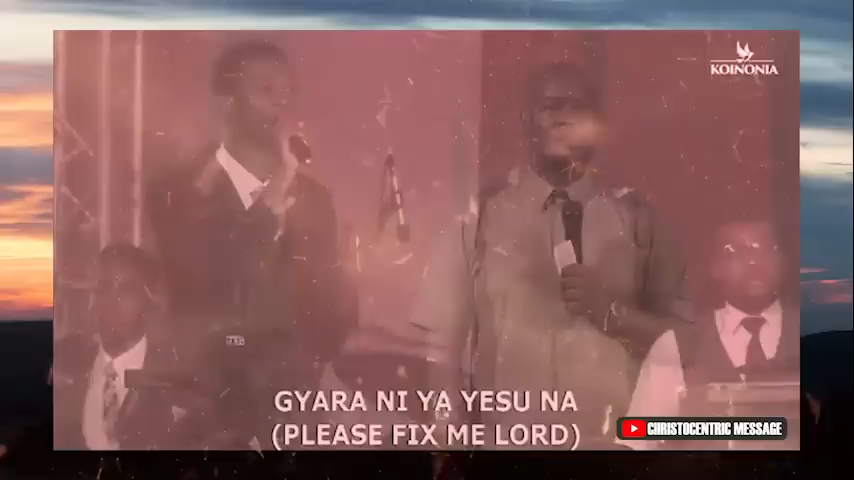 KOINONIA
GYARA NI YA YESU NA
(PLEASE FIX ME LORD)
CHRISTOCENTRIC MESSAGE